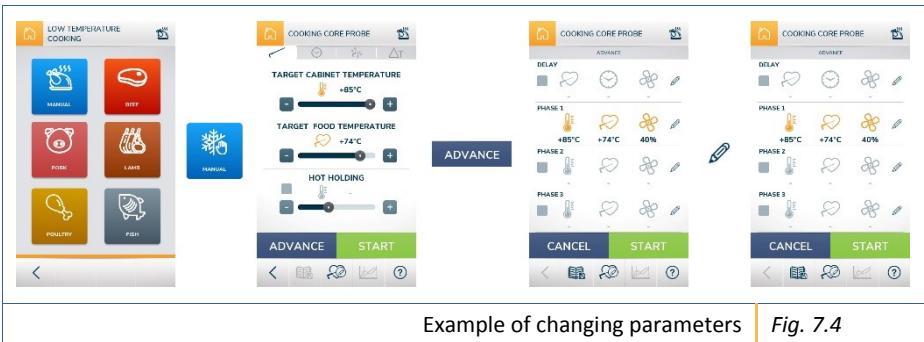 LOW TEMPERATURE
COOKING
MANUAL
BEEF
PORK
LAMB
POULTRY
FISH
MANUAL
COOKING CORE PROBE
ΔT
TARGET CABINET TEMPERATURE
+85°C
-
+
TARGET FOOD TEMPERATURE
+74°C
-
+
HOT HOLDING
-
-
+
ADVANCE
START
?
ADVANCE
COOKING CORE PROBE
ADVANCE
DELAY
- - -
PHASE 1
+85°C +74°C 40%
PHASE 2
- - -
PHASE 3
- - -
CANCEL
START
?
COOKING CORE PROBE
ADVANCE
DELAY
- - -
PHASE 1
+85°C +74°C 40%
PHASE 2
- - -
PHASE 3
- - -
CANCEL
START
?
Example of changing parameters
Fig. 7.4